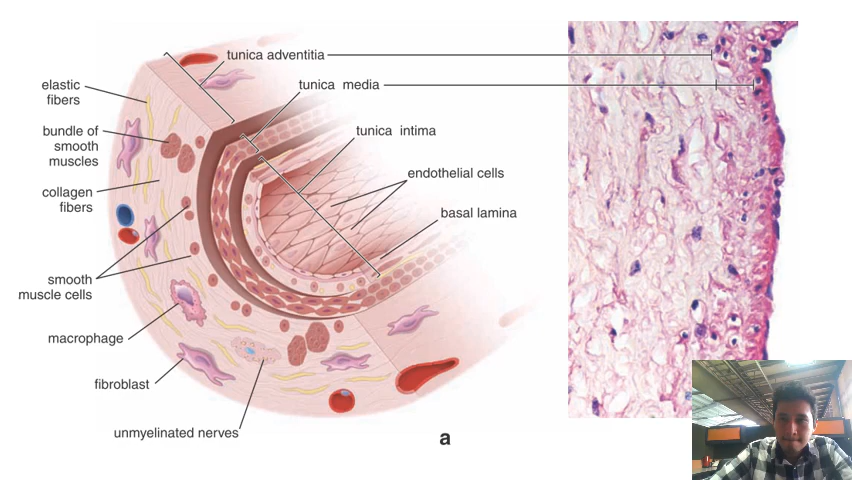 tunica adventitia
tunica media
tunica intima
endothelial cells
basal lamina
elastic
fibers
bundle of
smooth
muscles
collagen
fibers
smooth
muscle cells
macrophage
fibroblast
unmyelinated nerves
a